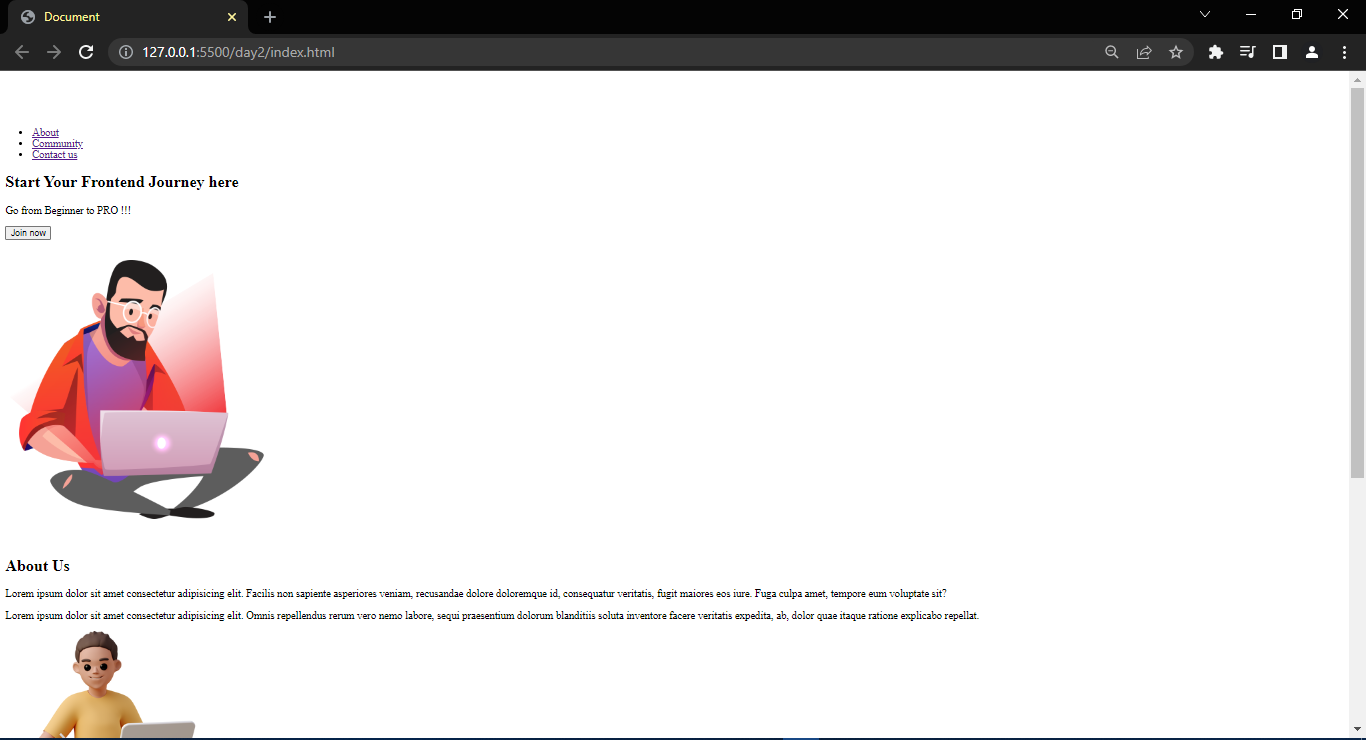 Document
127.0.0.1:5500/day2/index.html
About
Community
Contact us
Start Your Frontend Journey here
Go from Beginner to PRO !!!
Join now
About Us
Lorem ipsum dolor sit amet consectetur adipisicing elit. Facilis non sapiente asperiores veniam, recusandae dolore doloremque id, consequatur veritatis, fugit maiores eos iure. Fuga culpa amet, tempore eum voluptate sit?
Lorem ipsum dolor sit amet consectetur adipisicing elit. Omnis repellendus rerum vero nemo labore, sequi praesentium dolorum blanditiis soluta inventore facere veritatis expedita, ab, dolor quae itaque ratione explicabo repellat.